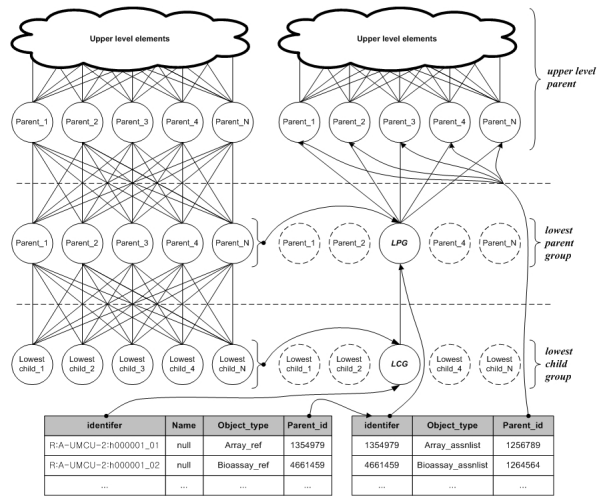 Upper level elements
Upper level elements
upper level
parent
Parent_1 Parent_2 Parent_3 Parent_4 Parent_N
Parent_1 Parent_2 Parent_3 Parent_4 Parent_N
Parent_1 Parent_2 Parent_3 Parent_4 Parent_N
Parent_1 Parent_2 LPG Parent_4 Parent_N
lowest
parent
group
Lowest child_1 Lowest child_2 Lowest child_3 Lowest child_4 Lowest child_N
Lowest child_1 Lowest child_2 LCG Lowest child_4 Lowest child_N
lowest
child
group
identifer Name Object_type Parent_id
R:A-UMCU-2:h000001_01 null Array_ref 1354979
R:A-UMCU-2:h000001_02 null Bioassay_ref 4661459
... ... ... ...
identifer Object_type Parent_id
1354979 Array_assnlist 1256789
4661459 Bioassay_assnlist 1264564
... ... ...